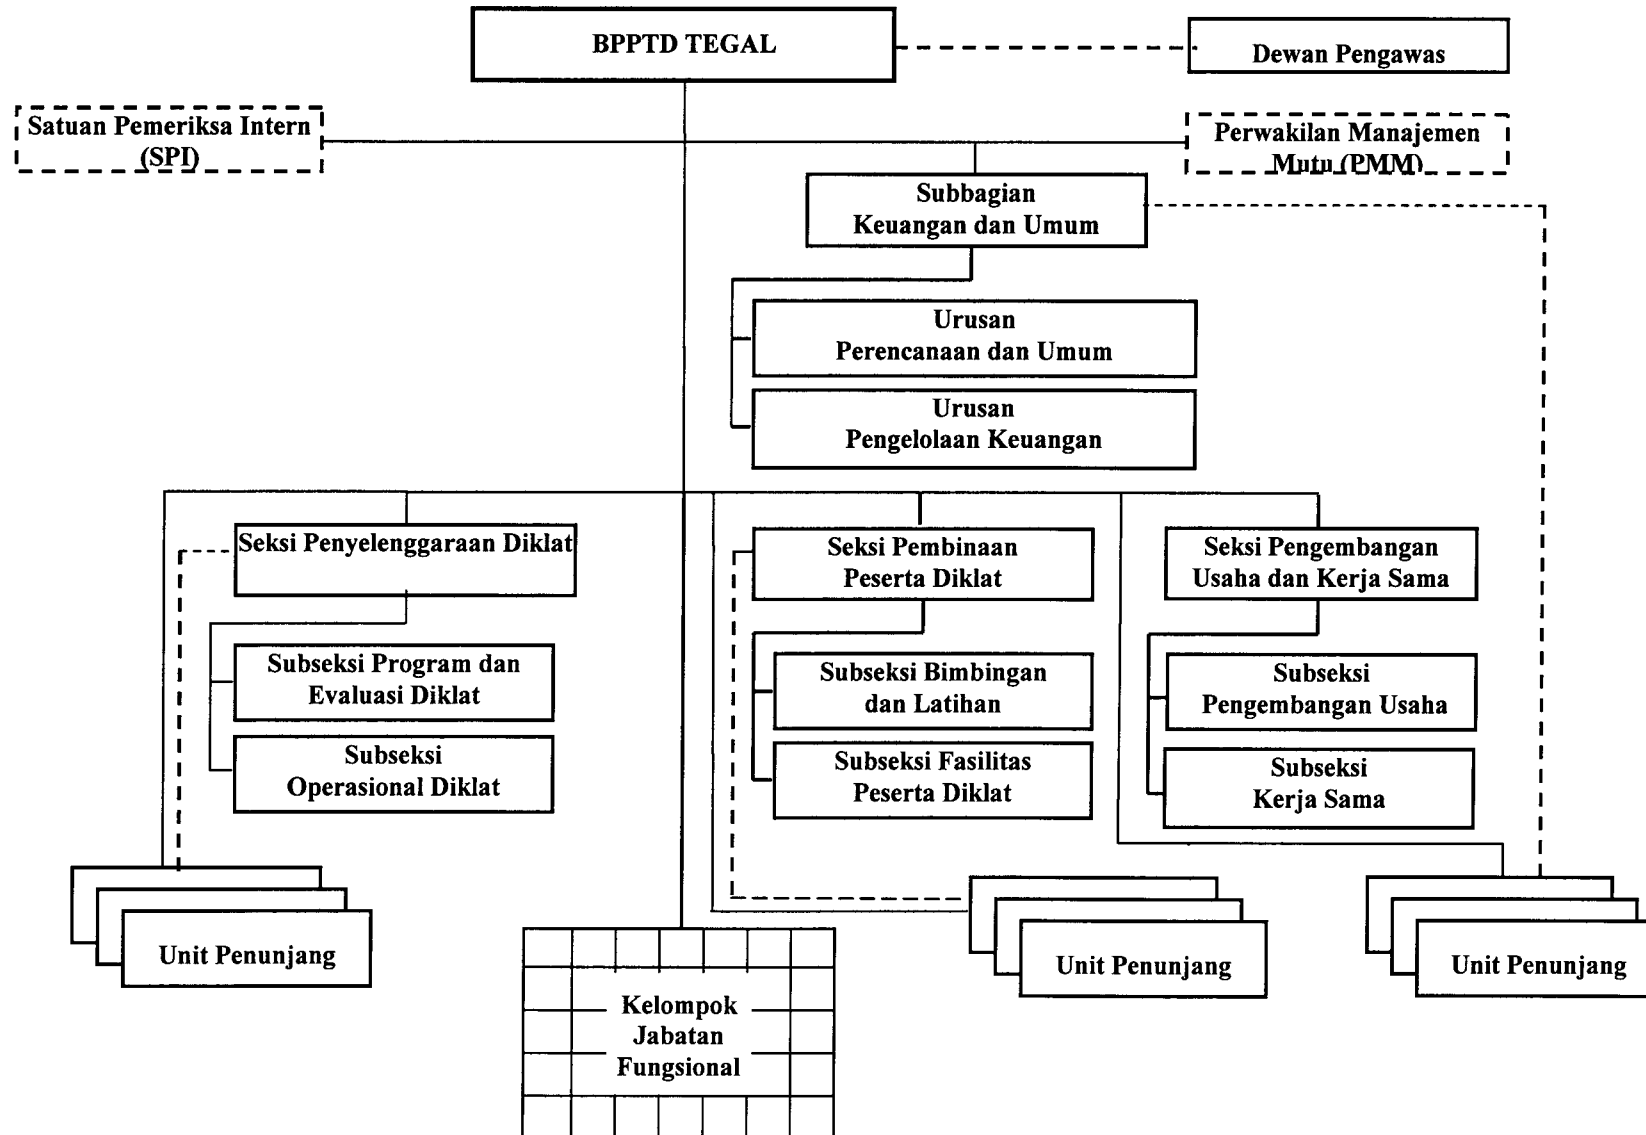 BPPTD TEGAL
Dewan Pengawas
Satuan Pemeriksa Intern
(SPI)
Perwakilan Manajemen
Mutu (PMM)
Subbagian
Keuangan dan Umum
Urusan
Perencanaan dan Umum
Urusan
Pengelolaan Keuangan
Seksi Penyelenggaraan Diklat
Seksi Pembinaan
Peserta Diklat
Seksi Pengembangan
Usaha dan Kerja Sama
Subseksi Program dan
Evaluasi Diklat
Subseksi Bimbingan
dan Latihan
Subseksi
Pengembangan Usaha
Subseksi
Operasional Diklat
Subseksi Fasilitas
Peserta Diklat
Subseksi
Kerja Sama
Unit Penunjang
Kelompok
Jabatan
Fungsional
Unit Penunjang
Unit Penunjang